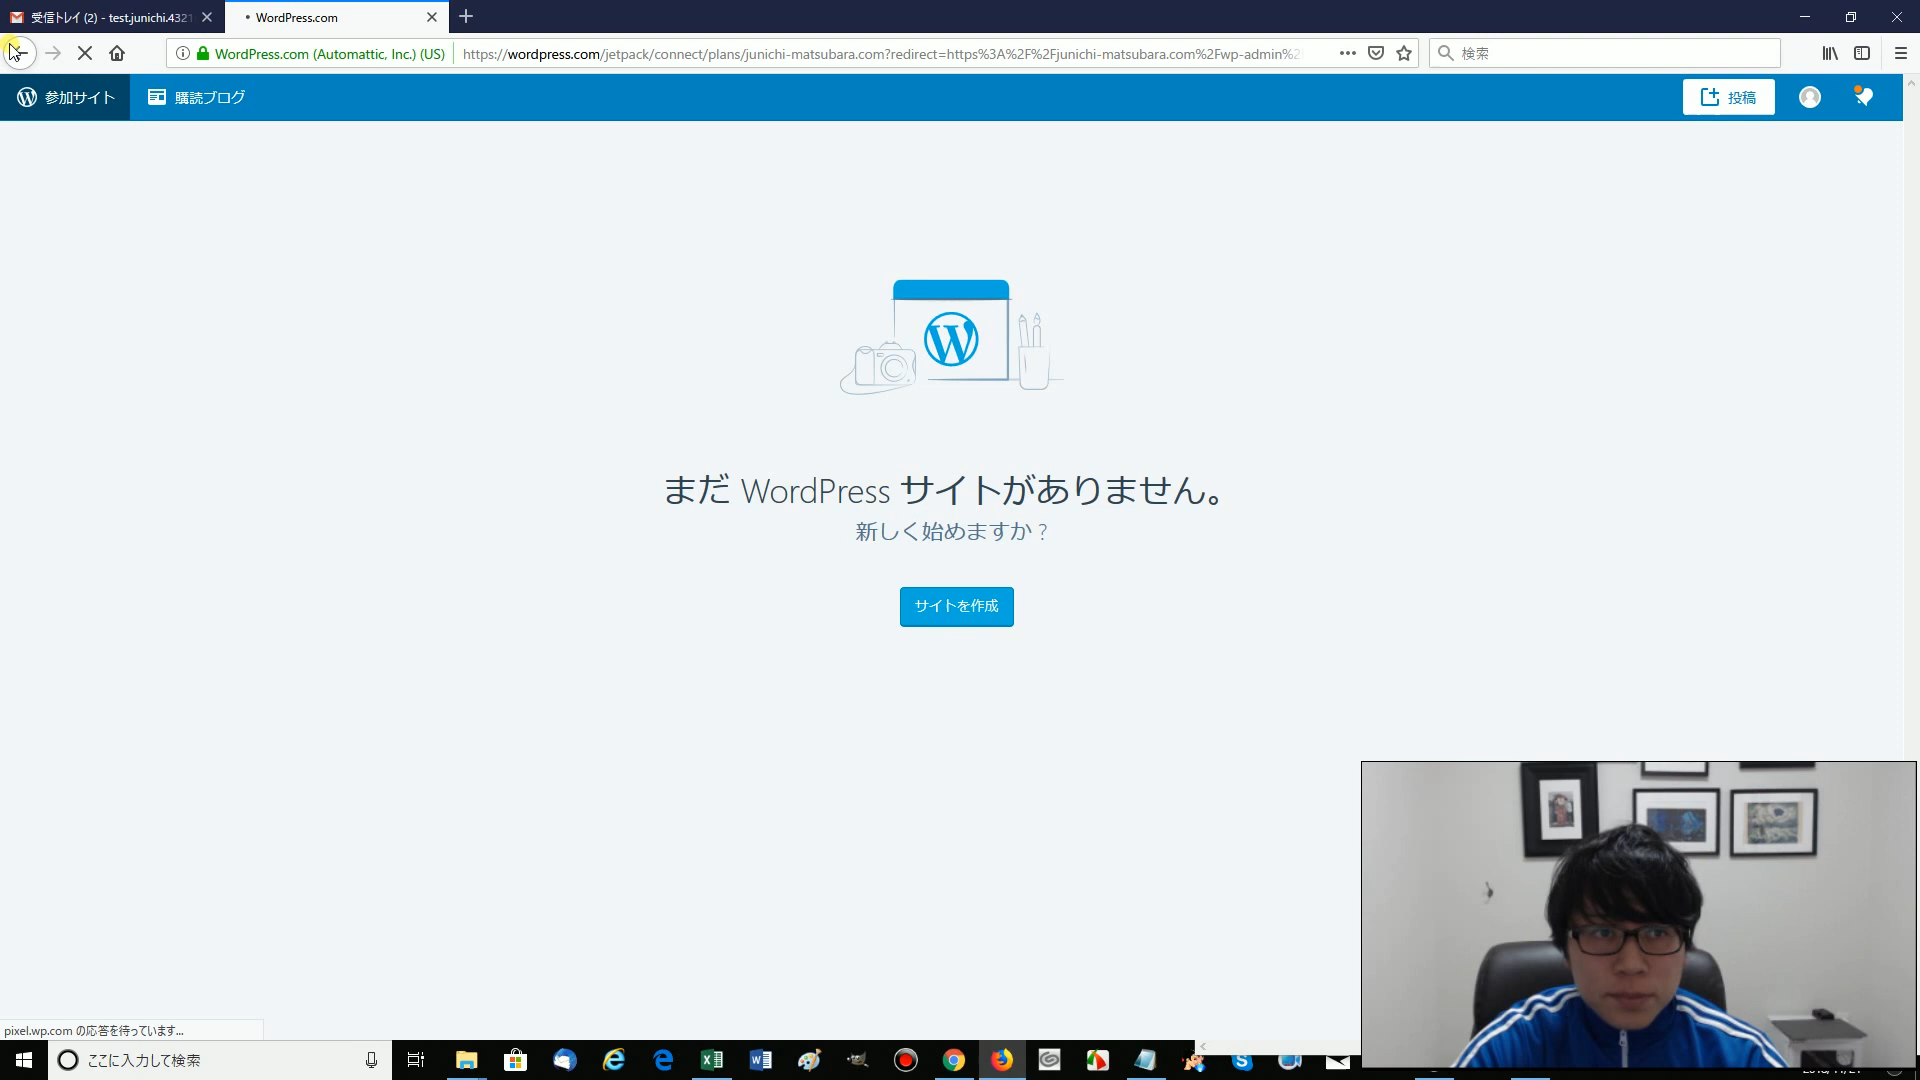 受信トレイ (2) - test.junichi.4321
WordPress.com
WordPress.com (Automattic, Inc.) (US)
https://wordpress.com/jetpack/connect/plans/junichi-matsubara.com?redirect=https%3A%2F%2Fjunichi-matsubara.com%2Fwp-admin%2
検索
参加サイト
購読ブログ
投稿
まだ WordPress サイトがありません。
新しく始めますか ?
サイトを作成
pixel.wp.com の応答を待っています...
ここに入力して検索